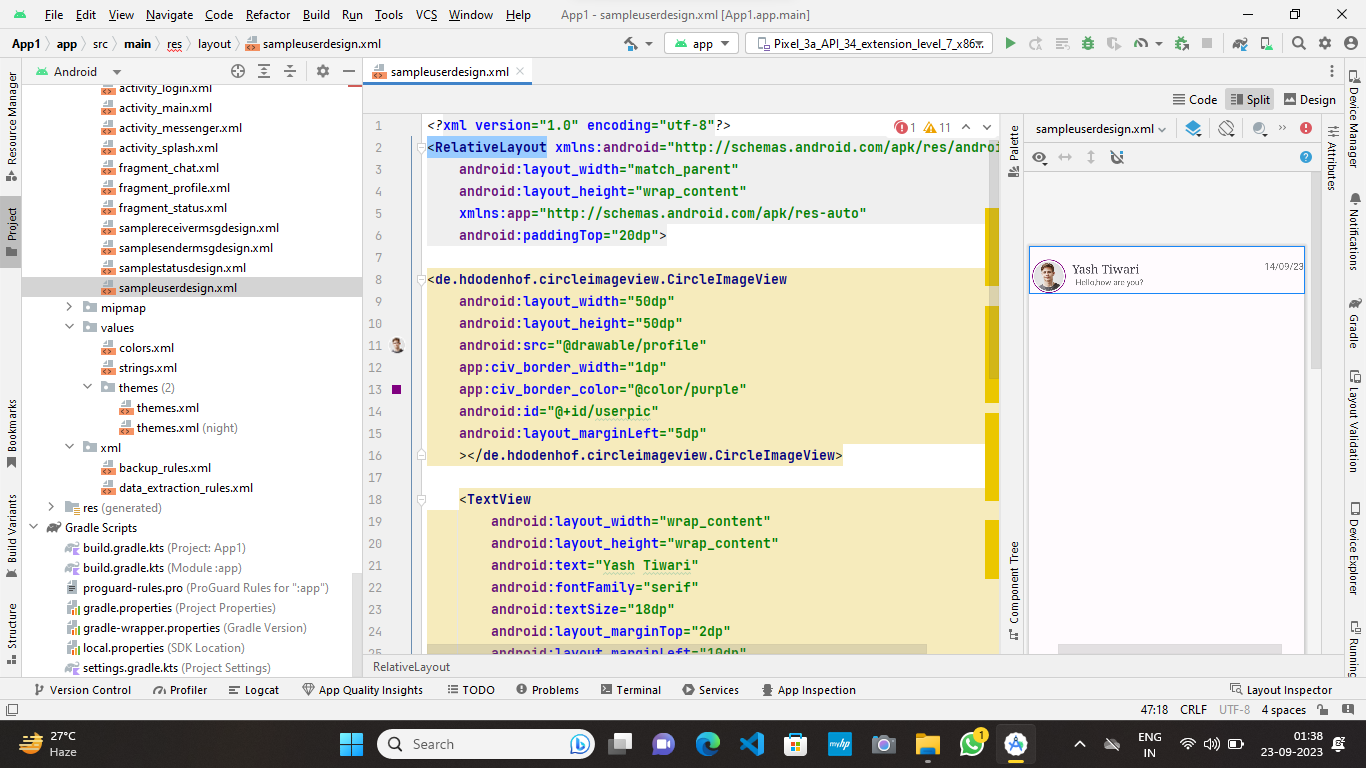 File Edit View Navigate Code Refactor Build Run Tools VCS Window Help App1 - sampleuserdesign.xml [App1.app.main]
App1 app src main res layout sampleuserdesign.xml app Pixel_3a_API_34_extension_level_7_x86...
Android sampleuserdesign.xml
Code Split Design
Resource Manager
Project
Bookmarks
Build Variants
Structure
activity_login.xml
activity_main.xml
activity_messenger.xml
activity_splash.xml
fragment_chat.xml
fragment_profile.xml
fragment_status.xml
samplereceivermsgdesign.xml
samplesendermsgdesign.xml
samplestatusdesign.xml
sampleuserdesign.xml
mipmap
values
colors.xml
strings.xml
themes (2)
themes.xml
themes.xml (night)
xml
backup_rules.xml
data_extraction_rules.xml
res (generated)
Gradle Scripts
build.gradle.kts (Project: App1)
build.gradle.kts (Module :app)
proguard-rules.pro (ProGuard Rules for ":app")
gradle.properties (Project Properties)
gradle-wrapper.properties (Gradle Version)
local.properties (SDK Location)
settings.gradle.kts (Project Settings)
1 <?xml version="1.0" encoding="utf-8"?> 1 11
2 <RelativeLayout xmlns:android="http://schemas.android.com/apk/res/androi
3 android:layout_width="match_parent"
4 android:layout_height="wrap_content"
5 xmlns:app="http://schemas.android.com/apk/res-auto"
6 android:paddingTop="20dp">
7
8 <de.hdodenhof.circleimageview.CircleImageView
9 android:layout_width="50dp"
10 android:layout_height="50dp"
11 android:src="@drawable/profile"
12 app:civ_border_width="1dp"
13 app:civ_border_color="@color/purple"
14 android:id="@+id/userpic"
15 android:layout_marginLeft="5dp"
16 ></de.hdodenhof.circleimageview.CircleImageView>
17
18 <TextView
19 android:layout_width="wrap_content"
20 android:layout_height="wrap_content"
21 android:text="Yash Tiwari"
22 android:fontFamily="serif"
23 android:textSize="18dp"
24 android:layout_marginTop="2dp"
25 android:layout_marginLeft="10dp"
RelativeLayout
Palette
Component Tree
sampleuserdesign.xml
Yash Tiwari 14/09/23
Hello,how are you?
Attributes
Device Manager
Notifications
Gradle
Layout Validation
Device Explorer
Running
Version Control Profiler Logcat App Quality Insights TODO Problems Terminal Services App Inspection Layout Inspector
47:18 CRLF UTF-8 4 spaces
27°C
Haze
Search
myhp
1
ENG
IN
01:38
23-09-2023